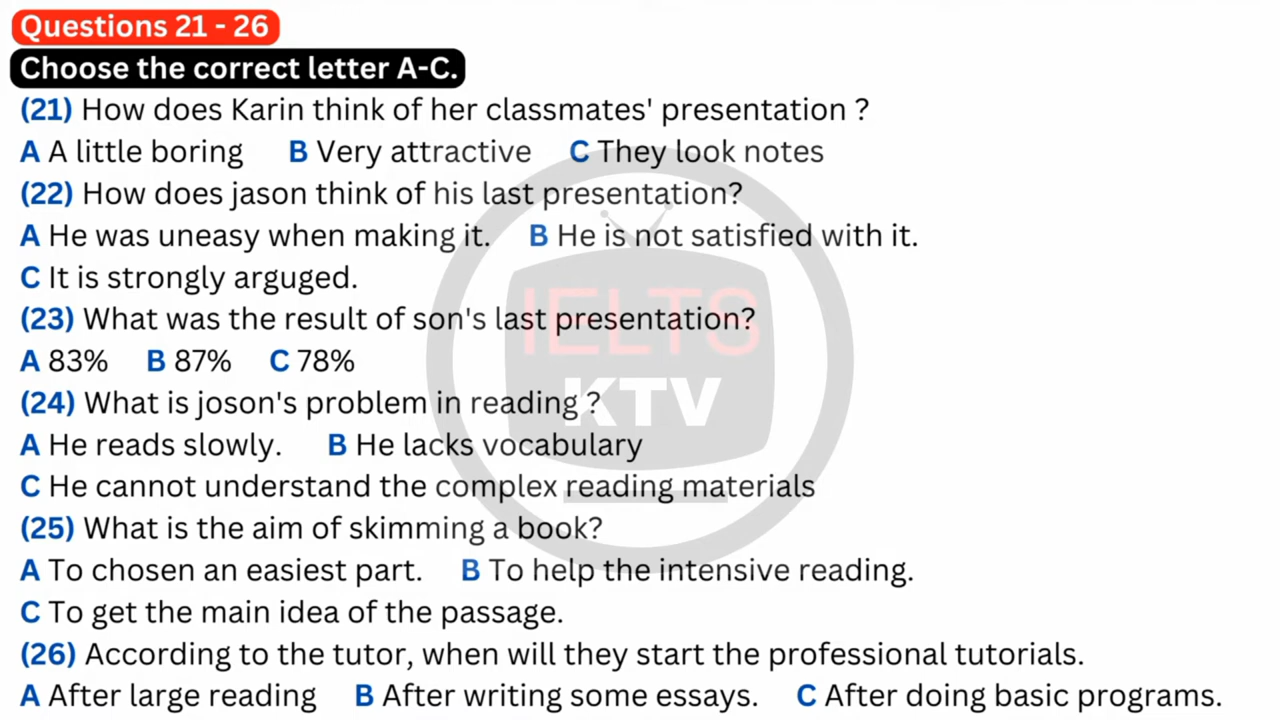 Questions 21 - 26
Choose the correct letter A-C.
(21) How does Karin think of her classmates' presentation ?
A A little boring B Very attractive C They look notes
(22) How does jason think of his last presentation?
A He was uneasy when making it. B He is not satisfied with it.
C It is strongly arguged.
(23) What was the result of son's last presentation?
A 83% B 87% C 78%
(24) What is joson's problem in reading ?
A He reads slowly. B He lacks vocabulary
C He cannot understand the complex reading materials
(25) What is the aim of skimming a book?
A To chosen an easiest part. B To help the intensive reading.
C To get the main idea of the passage.
(26) According to the tutor, when will they start the professional tutorials.
A After large reading B After writing some essays. C After doing basic programs.
IELTS
KTV